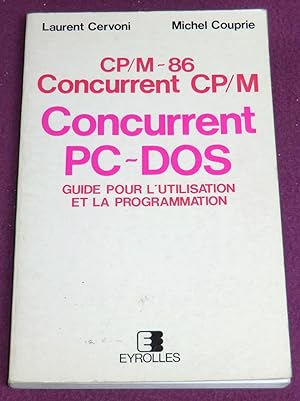 Laurent Cervoni Michel Couprie
CP/M-86
Concurrent CP/M
Concurrent
PC-DOS
GUIDE POUR L'UTILISATION
ET LA PROGRAMMATION
EYROLLES